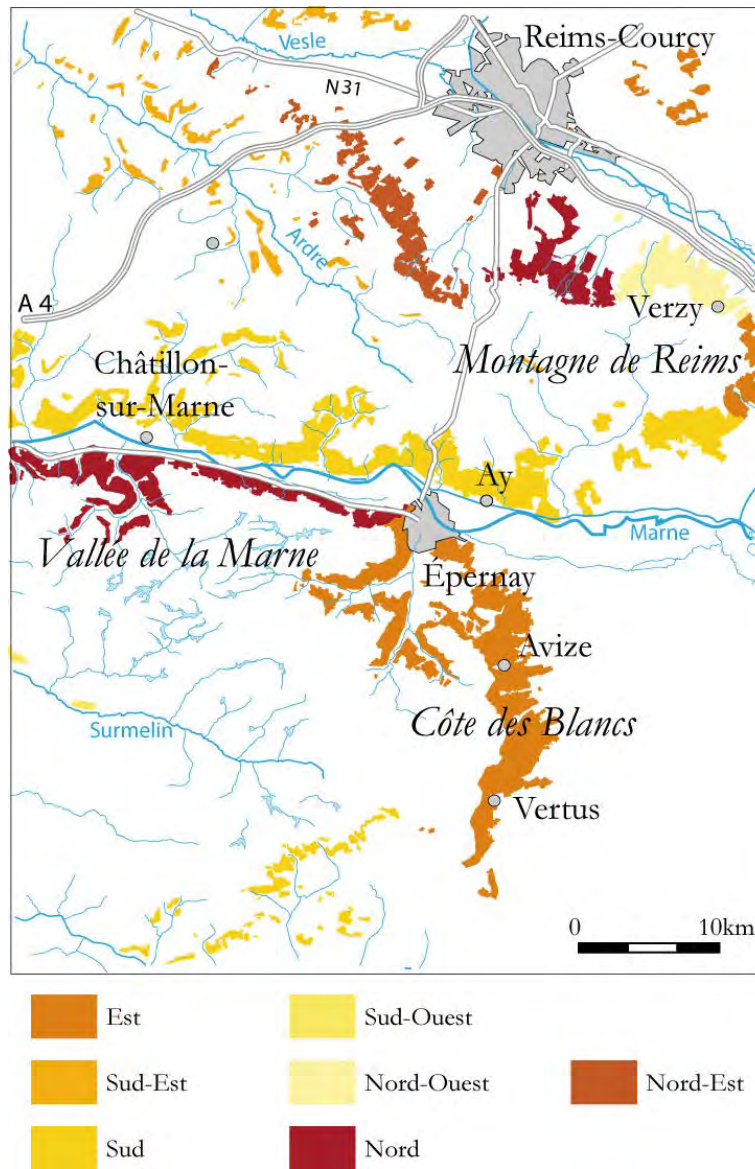 Reims-Courcy
Vesle
N 31
Ardre
A 4
Verzy
Montagne de Reims
Châtillon-
sur-Marne
Ay
Marne
Vallée de la Marne
Épernay
Avize
Surmelin
Côte des Blancs
Vertus
0 10km
Est
Sud-Ouest
Sud-Est
Nord-Ouest
Nord-Est
Sud
Nord